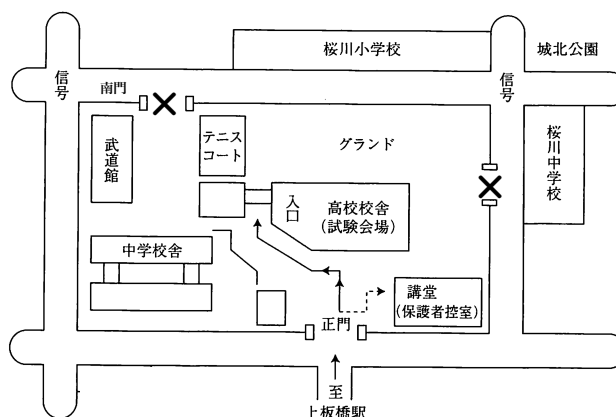 桜川小学校
城北公園
信号
信号
南門
武道館
テニス
コート
グランド
桜川中学校
入口
高校校舎
(試験会場)
中学校舎
講堂
(保護者控室)
正門
至
上板橋駅